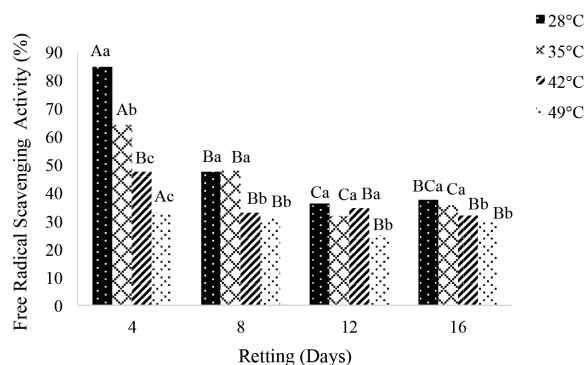 28°C
35°C
42°C
49°C
Free Radical Scavenging Activity (%)
90
80
70
60
50
40
30
20
10
0
Aa
Ab
Bc
Ac
Ba
Ba
Bb
Bb
Ca
Ca
Ba
Bb
BCa
Ca
Bb
Bb
4 8 12 16
Retting (Days)